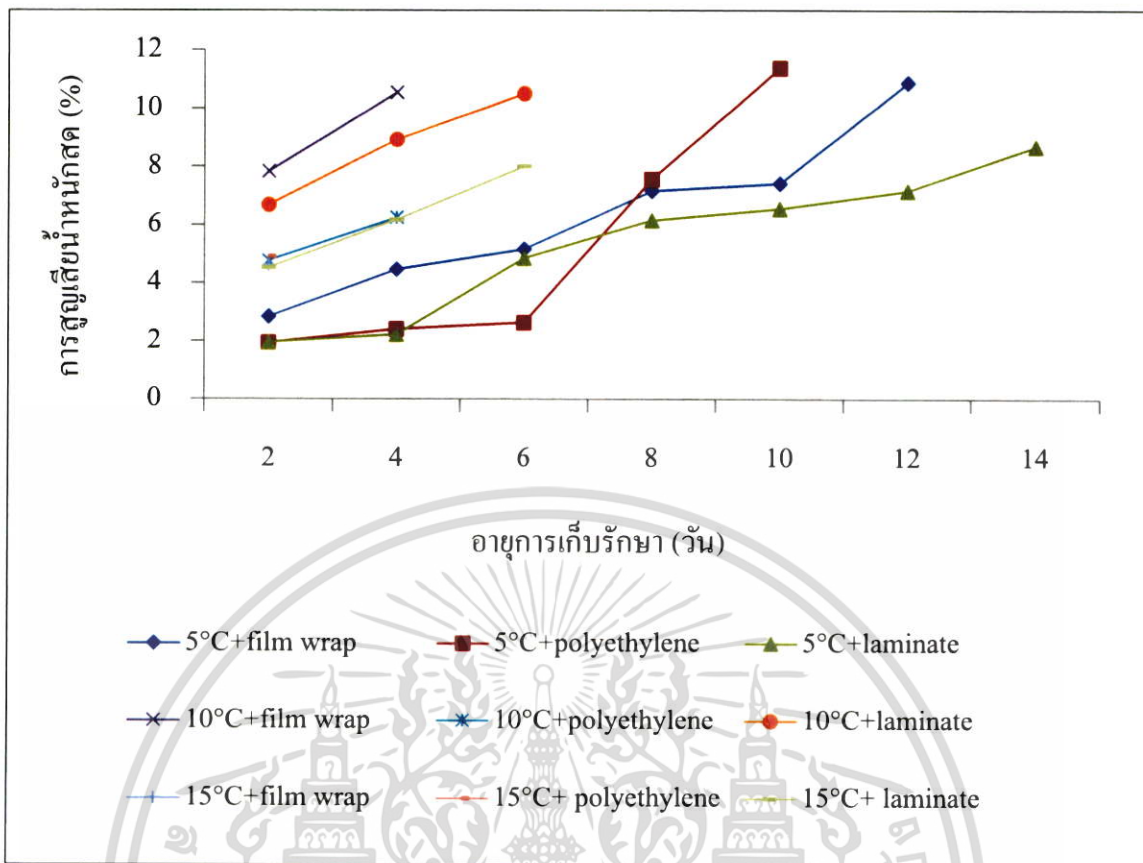 การสูญเสียน้ำหนักสด (%)
12
10
8
6
4
2
0
2 4 6 8 10 12 14
อายุการเก็บรักษา (วัน)
5°C+film wrap 5°C+polyethylene 5°C+laminate
10°C+film wrap 10°C+polyethylene 10°C+laminate
15°C+film wrap 15°C+ polyethylene 15°C+ laminate